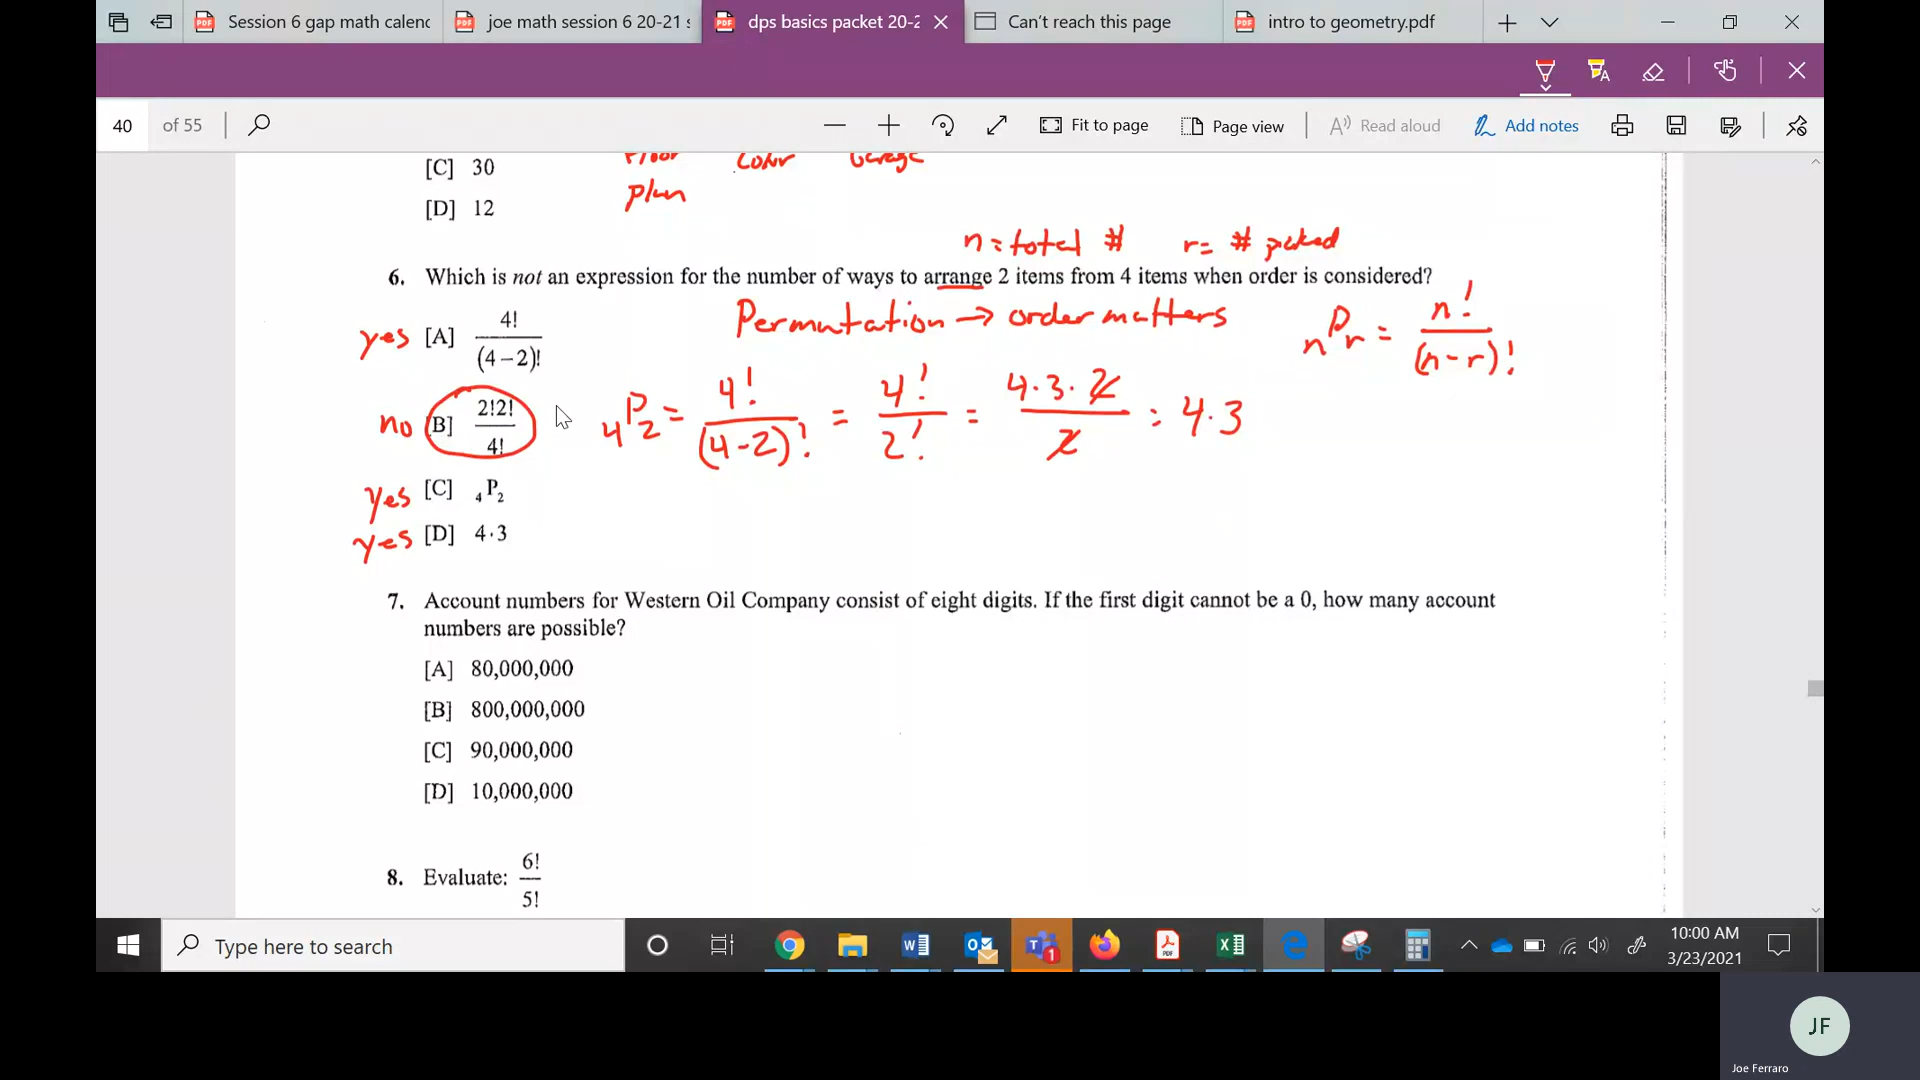 Session 6 gap math calenc
joe math session 6 20-21 s
dps basics packet 20-2
Can't reach this page
intro to geometry.pdf
40 of 55
Fit to page
Page view
Read aloud
Add notes
[C] 30
Floor Color Garage
plan
[D] 12
n = total # r = # picked
6. Which is not an expression for the number of ways to arrange 2 items from 4 items when order is considered?
Permutation → order matters
nPr = n! / (n-r)!
yes [A] 4! / (4-2)!
no [B] 2!2! / 4!
4P2 = 4! / (4-2)! = 4! / 2! = 4·3·2 / 2 = 4·3
yes [C] 4P2
yes [D] 4·3
7. Account numbers for Western Oil Company consist of eight digits. If the first digit cannot be a 0, how many account
numbers are possible?
[A] 80,000,000
[B] 800,000,000
[C] 90,000,000
[D] 10,000,000
8. Evaluate: 6! / 5!
Type here to search
10:00 AM
3/23/2021
JF
Joe Ferraro